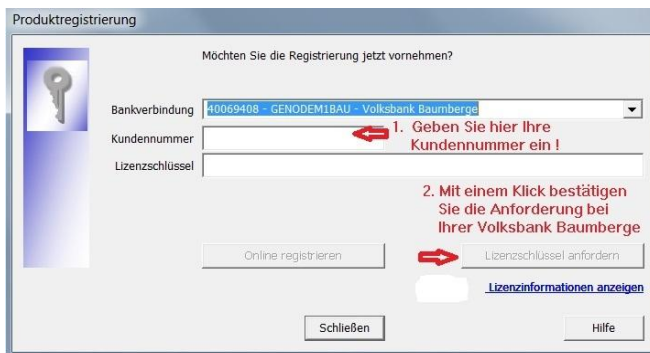 Produktregistrierung
Möchten Sie die Registrierung jetzt vornehmen?
Bankverbindung 40069408 - GENODEM1BAU - Volksbank Baumberge
Kundennummer
1. Geben Sie hier Ihre
Kundennummer ein !
Lizenzschlüssel
2. Mit einem Klick bestätigen
Sie die Anforderung bei
Ihrer Volksbank Baumberge
Online registrieren
Lizenzschlüssel anfordern
Lizenzinformationen anzeigen
Schließen
Hilfe